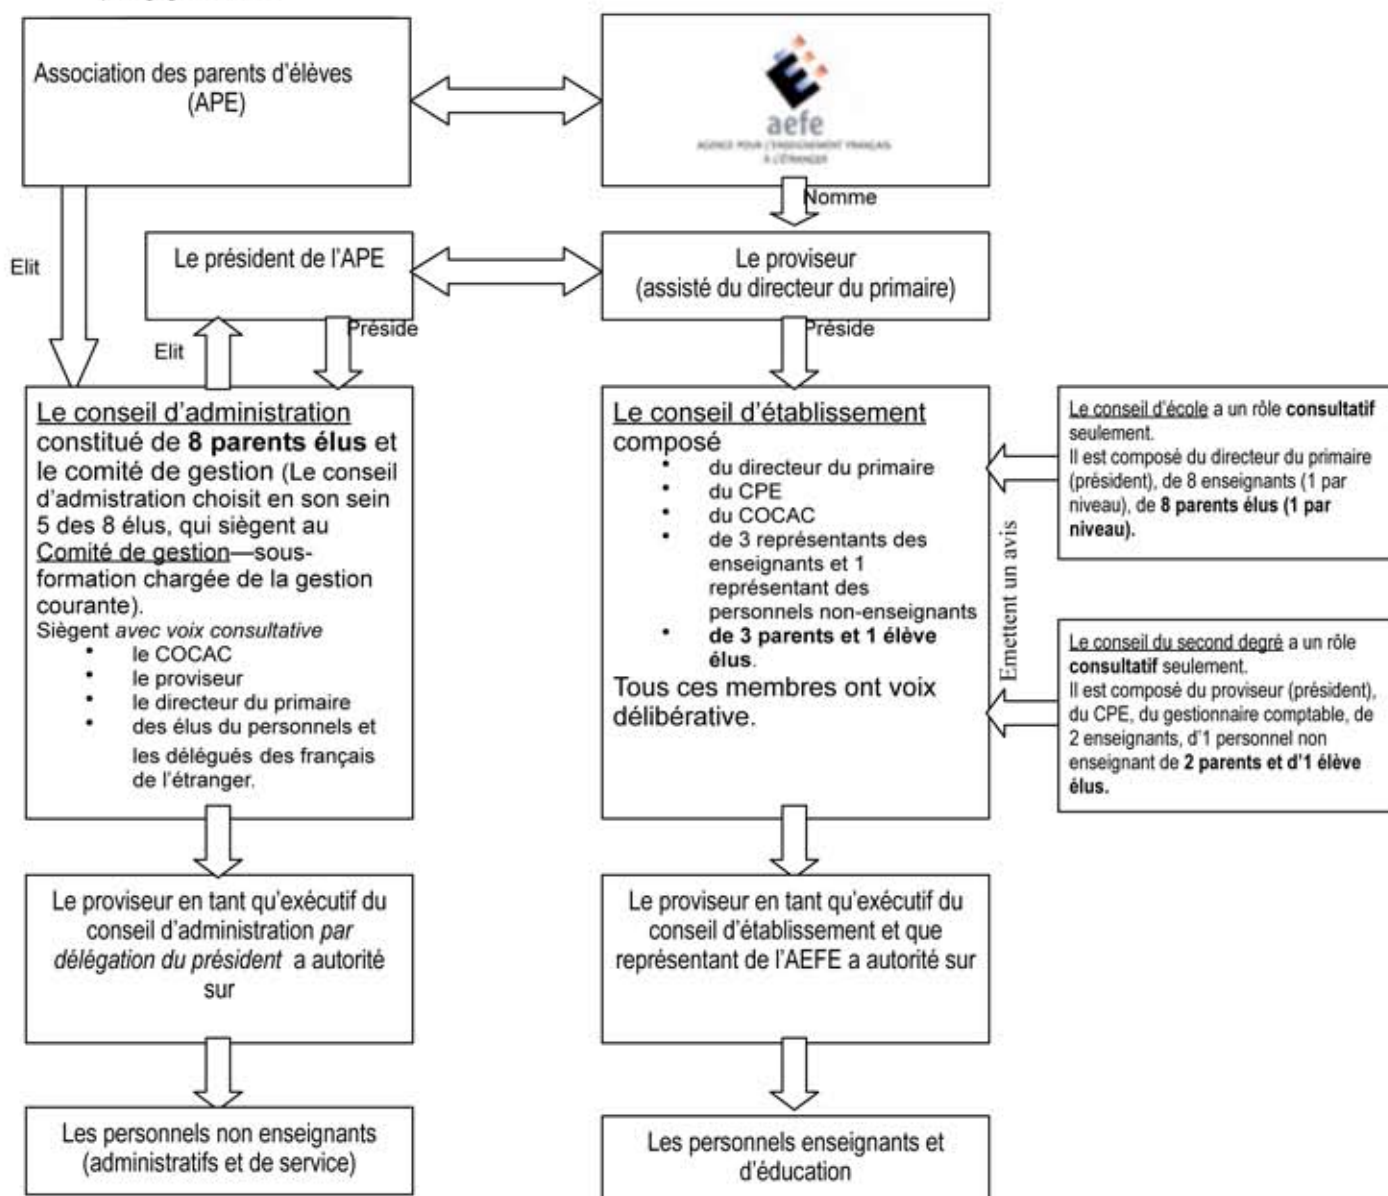 Association des parents d'élèves
(APE)
aefe
AGENCE POUR L'ENSEIGNEMENT FRANÇAIS
À L'ÉTRANGER
Nomme
Elit
Le président de l'APE
Le proviseur
(assisté du directeur du primaire)
Elit
Préside
Préside
Le conseil d'administration
constitué de 8 parents élus et
le comité de gestion (Le conseil
d'admistration choisit en son sein
5 des 8 élus, qui siègent au
Comité de gestion—sous-
formation chargée de la gestion
courante).
Siègent avec voix consultative
• le COCAC
• le proviseur
• le directeur du primaire
• des élus du personnels et
les délégués des français
de l'étranger.
Le conseil d'établissement
composé
• du directeur du primaire
• du CPE
• du COCAC
• de 3 représentants des
enseignants et 1
représentant des
personnels non-enseignants
• de 3 parents et 1 élève
élus.
Tous ces membres ont voix
délibérative.
Emettent un avis
Le conseil d'école a un rôle consultatif
seulement.
Il est composé du directeur du primaire
(président), de 8 enseignants (1 par
niveau), de 8 parents élus (1 par
niveau).
Le conseil du second degré a un rôle
consultatif seulement.
Il est composé du proviseur (président),
du CPE, du gestionnaire comptable, de
2 enseignants, d'1 personnel non
enseignant de 2 parents et d'1 élève
élus.
Le proviseur en tant qu'exécutif du
conseil d'administration par
délégation du président a autorité
sur
Le proviseur en tant qu'exécutif du
conseil d'établissement et que
représentant de l'AEFE a autorité sur
Les personnels non enseignants
(administratifs et de service)
Les personnels enseignants et
d'éducation